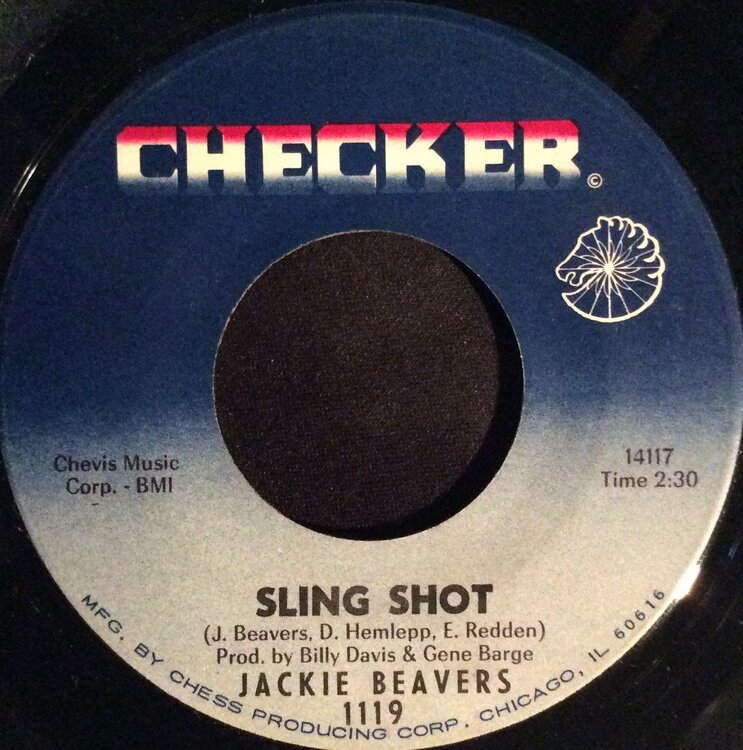 CHECKER ©
Chevis Music
Corp. - BMI
14117
Time 2:30
SLING SHOT
(J. Beavers, D. Hemlepp, E. Redden)
Prod. by Billy Davis & Gene Barge
JACKIE BEAVERS
1119
MFG. BY CHESS PRODUCING CORP. CHICAGO, IL 60616